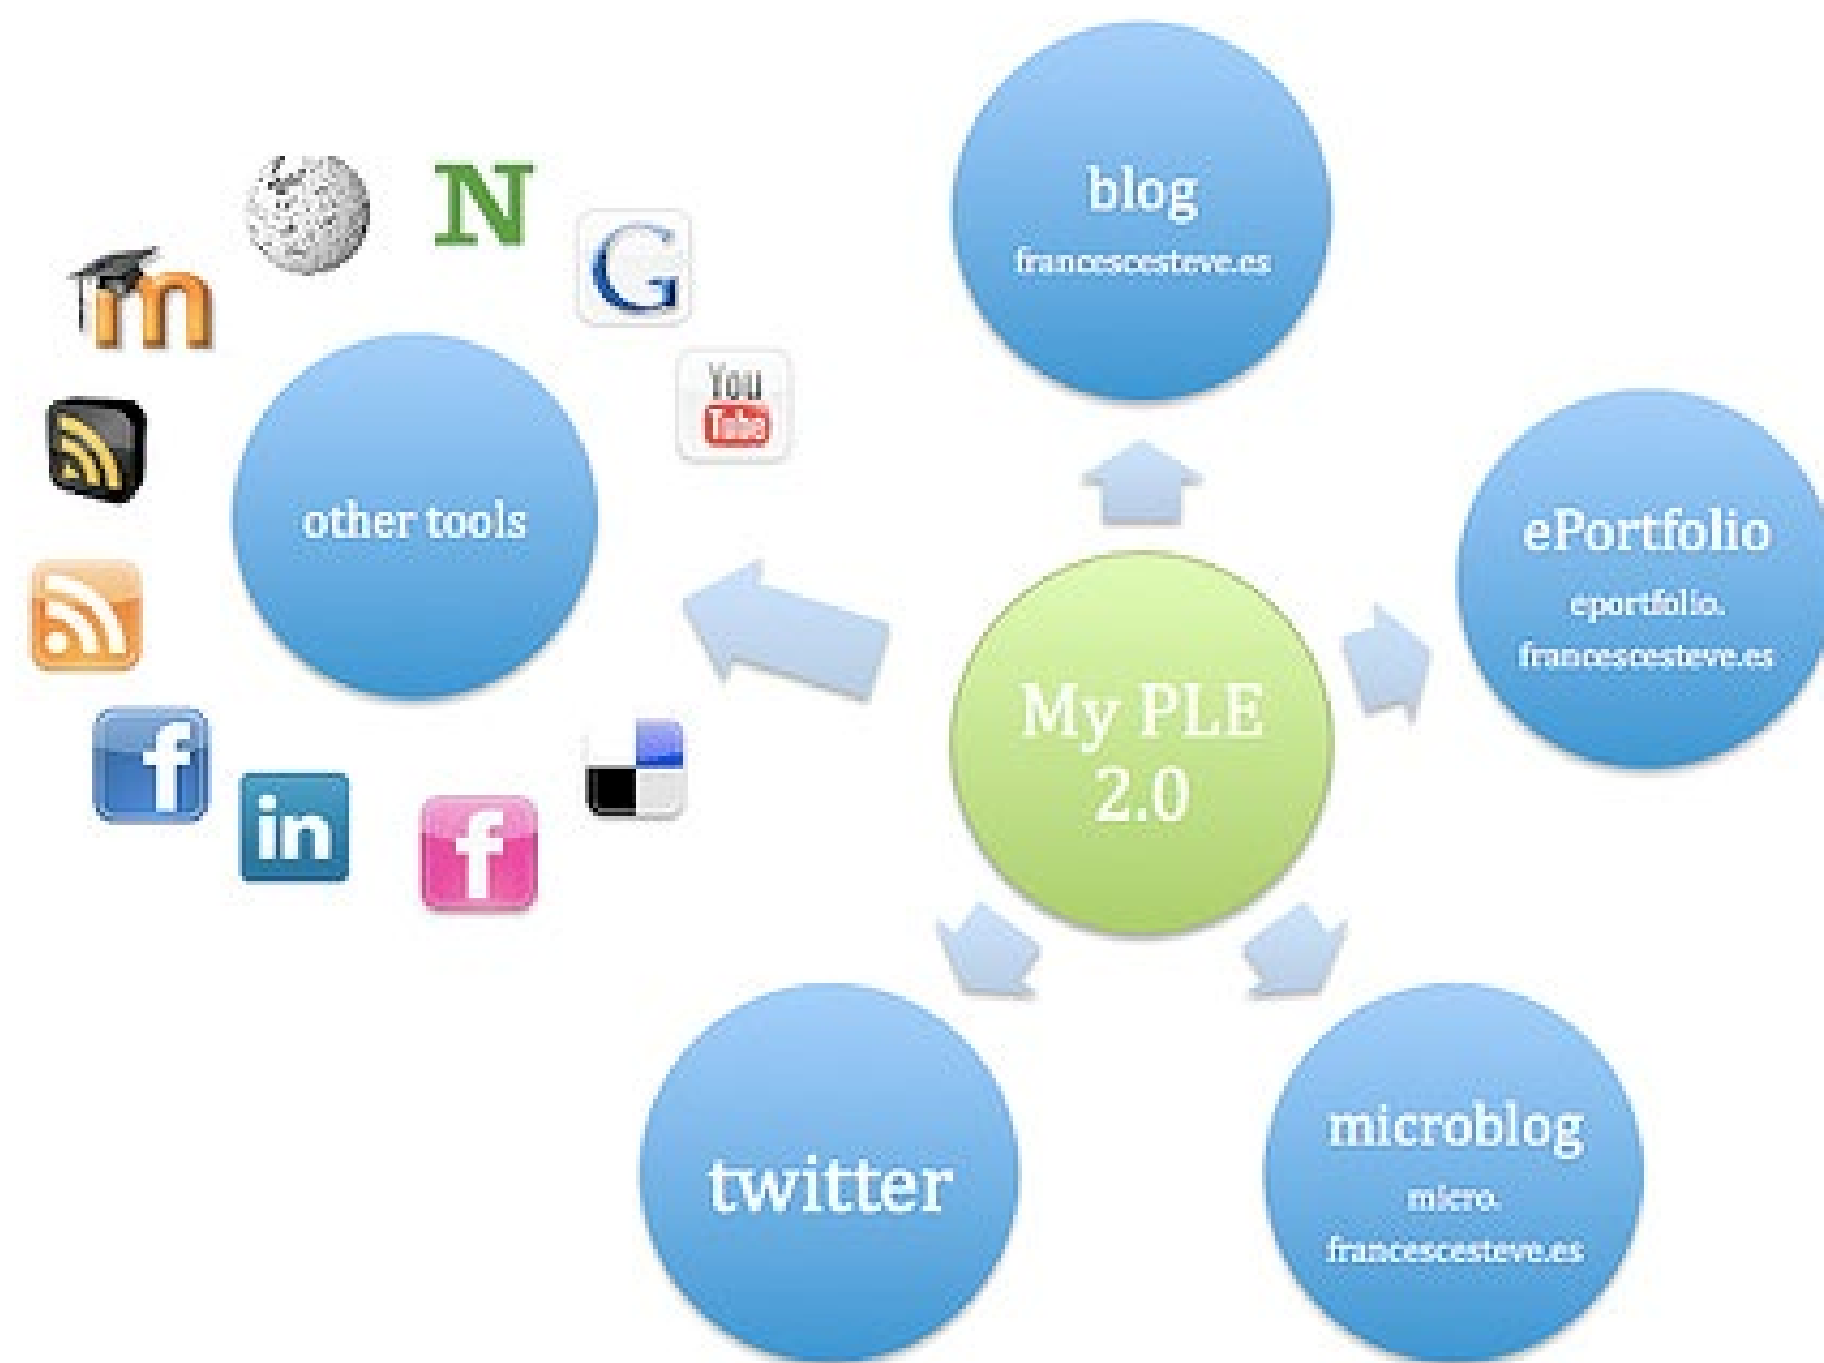 blog
francescesteve.es
N
G
You
Tube
m
other tools
ePortfolio
eportfolio.
francescesteve.es
My PLE
2.0
f
in
f
twitter
microblog
micro.
francescesteve.es